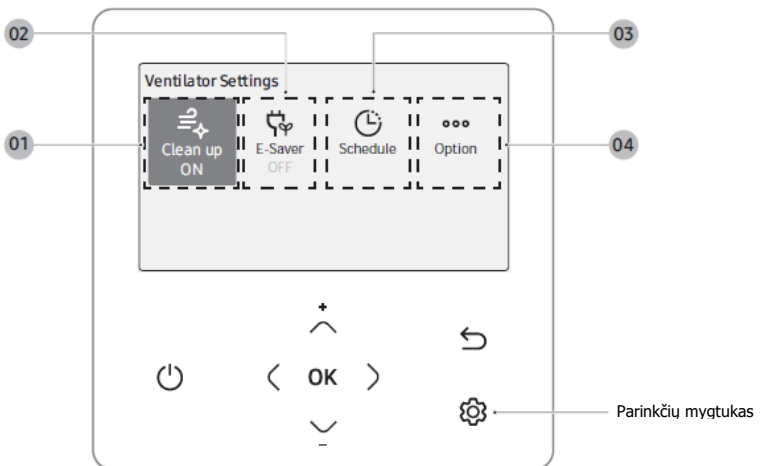 02
03
Ventilator Settings
01
Clean up
ON
E-Saver
OFF
Schedule
Option
04
+
OK
−
Parinkčių mygtukas